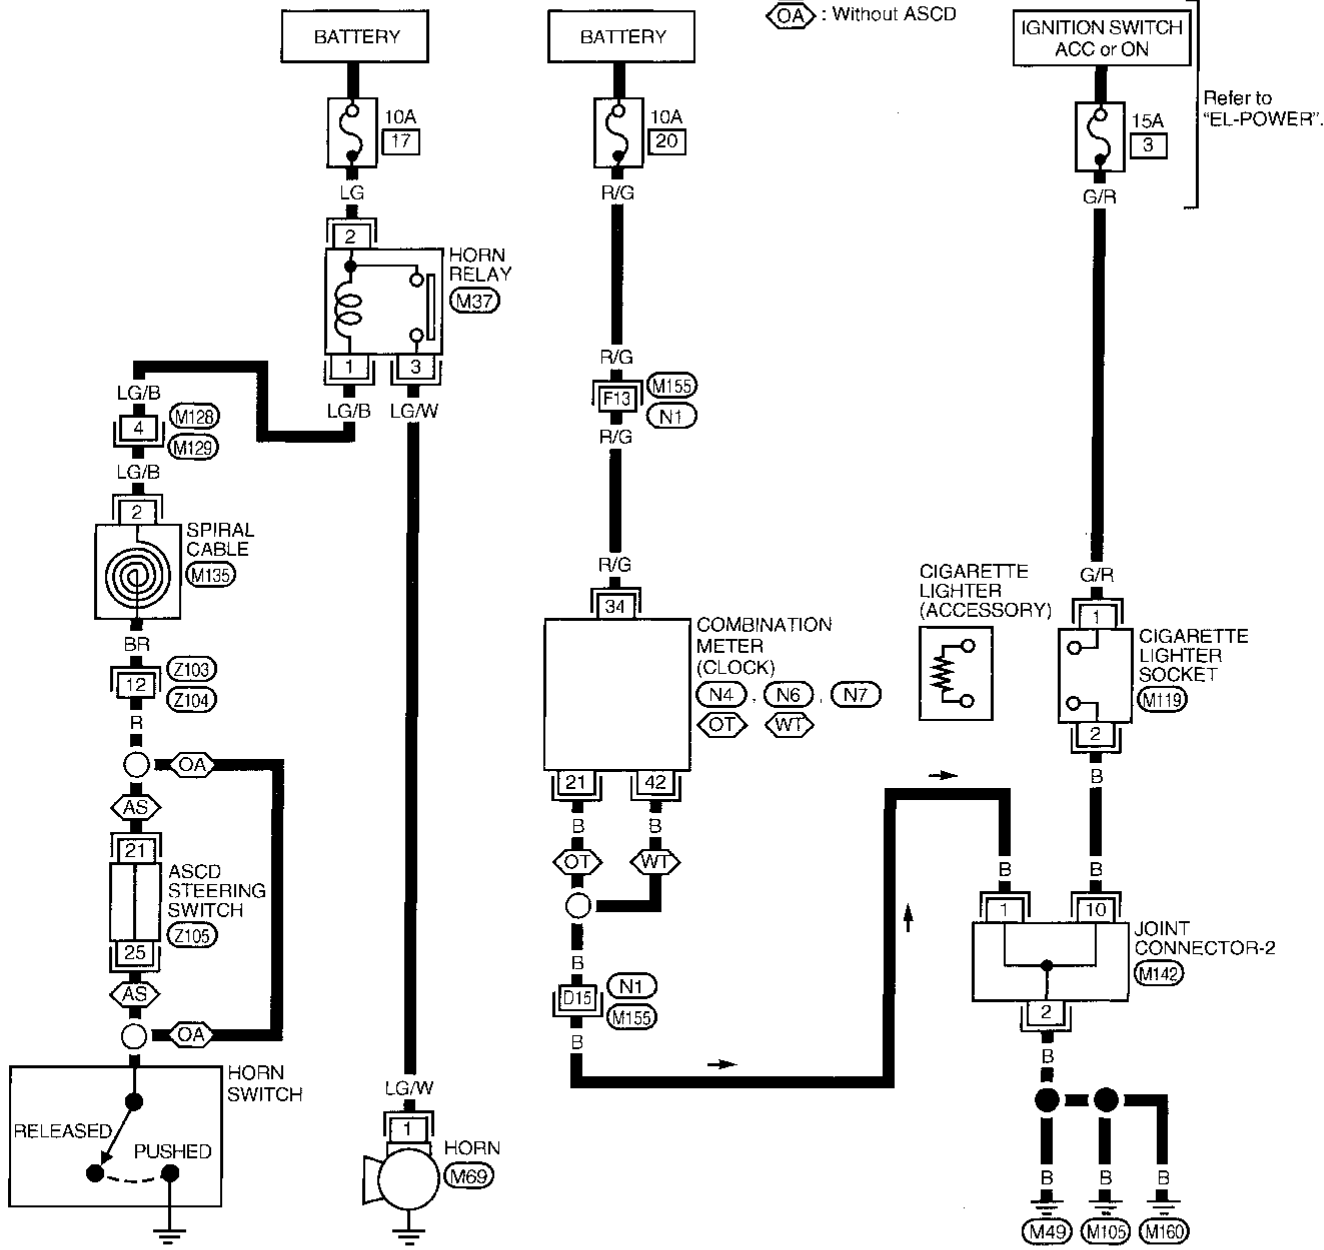 BATTERY
BATTERY
OA : Without ASCD
IGNITION SWITCH
ACC or ON
Refer to
"EL-POWER".
10A
17
10A
20
15A
3
LG
R/G
G/R
2
HORN
RELAY
M37
1
3
LG/B
LG/B
LG/W
R/G
F13
M155
N1
R/G
4
M128
M129
LG/B
2
SPIRAL
CABLE
M135
BR
12
Z103
Z104
R
OA
AS
21
ASCD
STEERING
SWITCH
Z105
25
AS
OA
HORN
SWITCH
RELEASED
PUSHED
LG/W
1
HORN
M69
R/G
34
COMBINATION
METER
(CLOCK)
N4 , N6 , N7
OT WT
21
42
B
B
OT
WT
B
D15
N1
M155
B
CIGARETTE
LIGHTER
(ACCESSORY)
G/R
1
CIGARETTE
LIGHTER
SOCKET
M119
2
B
B
B
1
10
JOINT
CONNECTOR-2
M142
2
B
B
B
B
M49
M105
M160